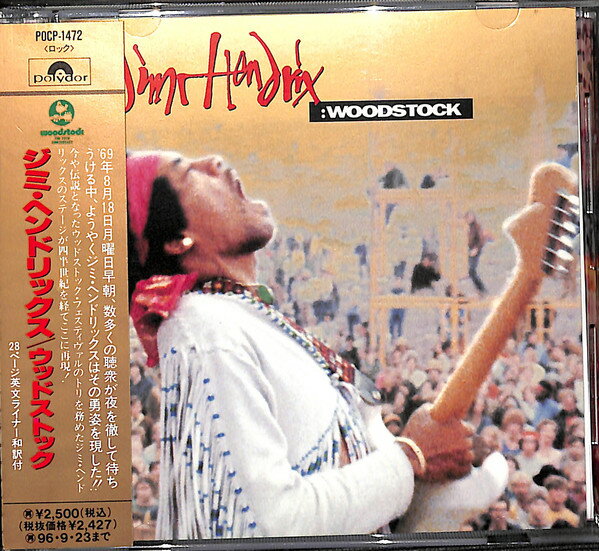 POCP-1472
〈ロック〉
polydor
woodstock
ジミ・ヘンドリックス/ウッドストック
'69年8月18日月曜日早朝、数多くの聴衆が夜を徹して待ち
うける中、ようやくジミ・ヘンドリックスはその勇姿を現した!!
今や伝説となったウッドストック・フェスティヴァルのトリを務めたジミ・ヘンド
リックスのステージが四半世紀を経てここに再現!!
28ページ英文ライナー和訳付
¥2,500(税込)
(税抜価格¥2,427)
96・9・23まで
Jimi Hendrix
:WOODSTOCK